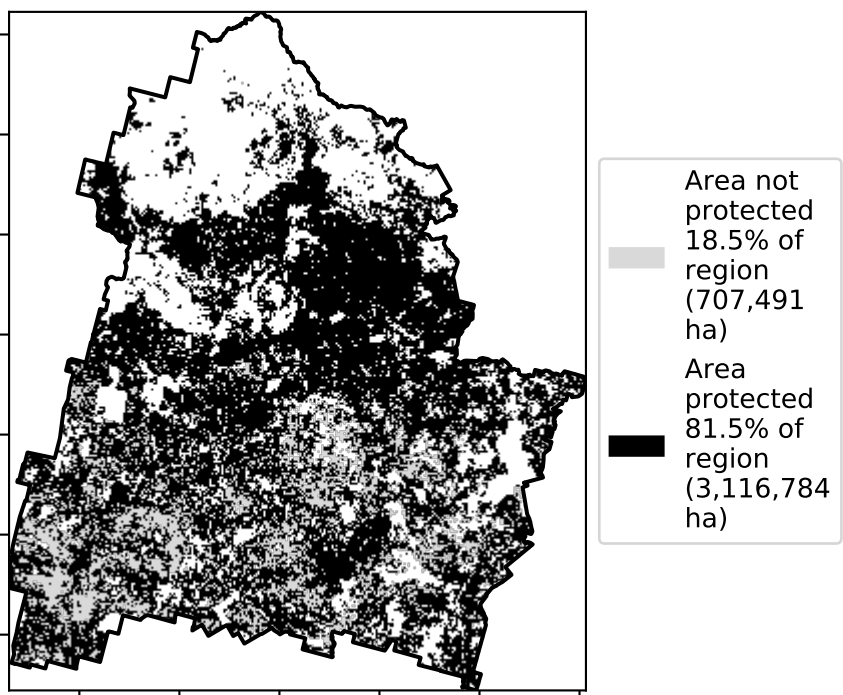 Area not
protected
18.5% of
region
(707,491
ha)
Area
protected
81.5% of
region
(3,116,784
ha)